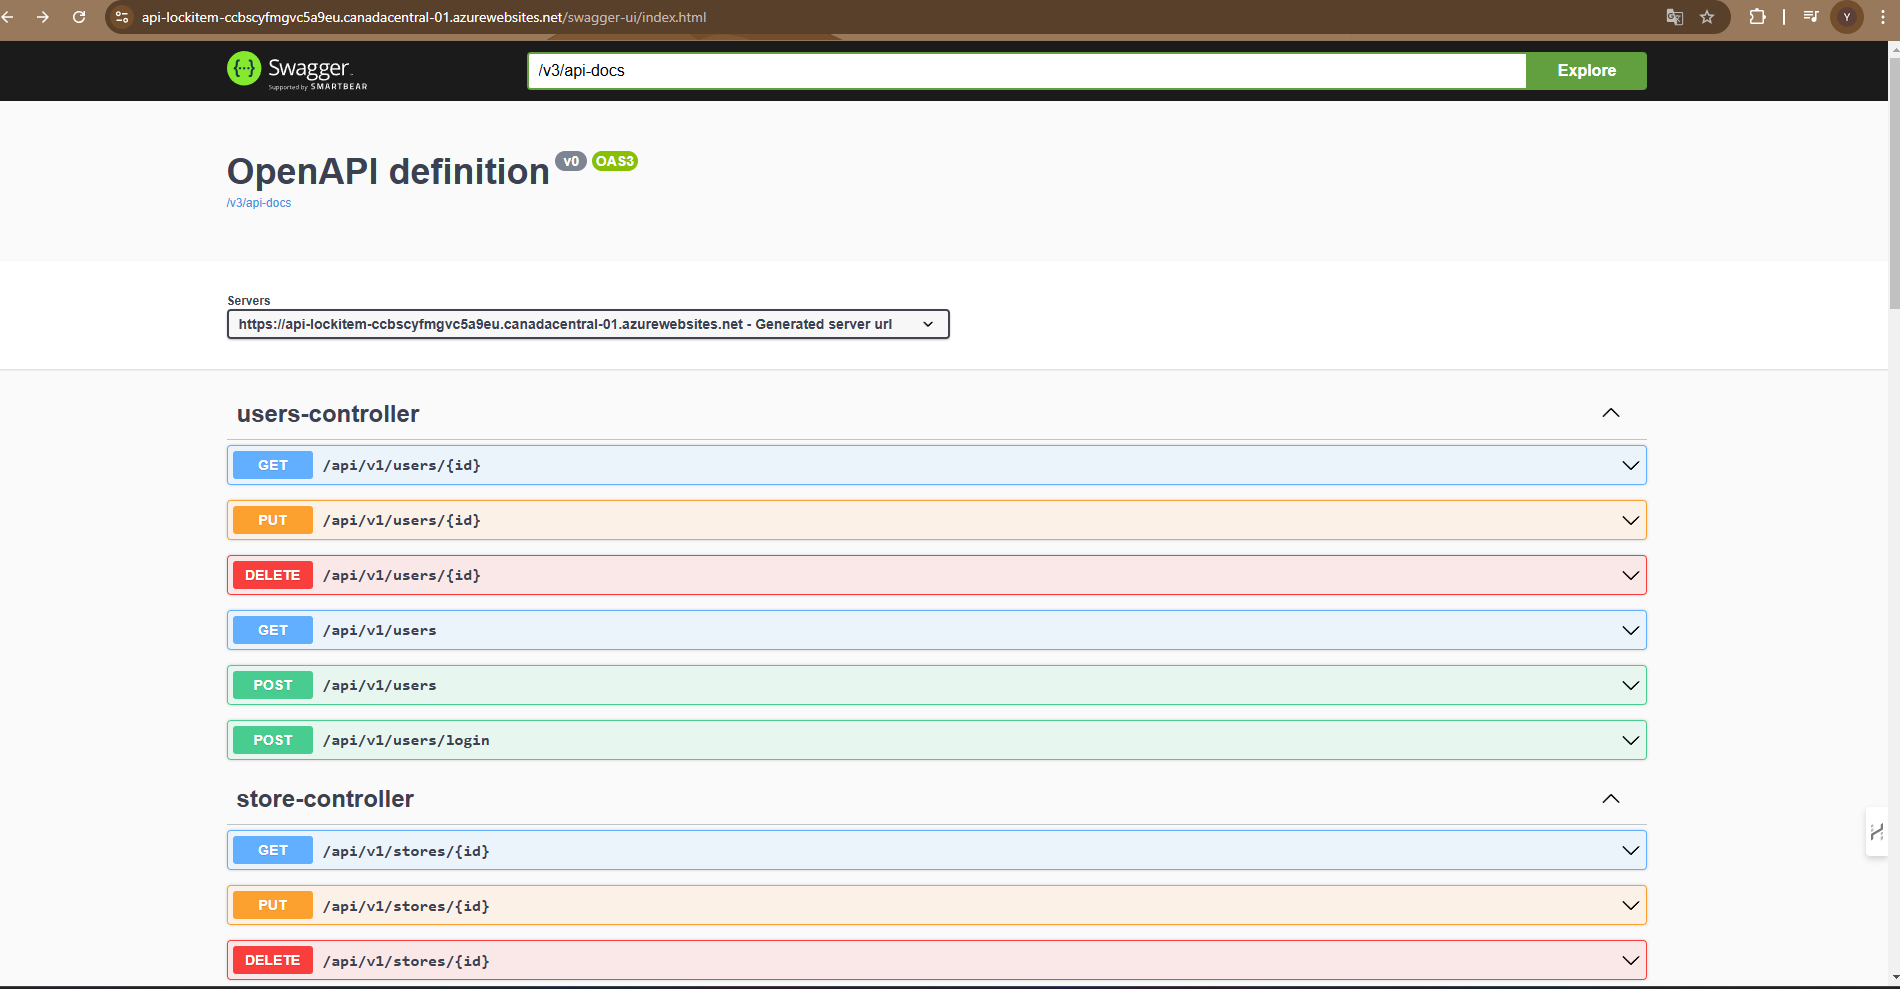 api-lockitem-ccbscyfmgvc5a9eu.canadacentral-01.azurewebsites.net/swagger-ui/index.html
Y
Swagger
Supported by SMARTBEAR
/v3/api-docs
Explore
OpenAPI definition v0 OAS3
/v3/api-docs
Servers
https://api-lockitem-ccbscyfmgvc5a9eu.canadacentral-01.azurewebsites.net - Generated server url
users-controller
GET /api/v1/users/{id}
PUT /api/v1/users/{id}
DELETE /api/v1/users/{id}
GET /api/v1/users
POST /api/v1/users
POST /api/v1/users/login
store-controller
GET /api/v1/stores/{id}
PUT /api/v1/stores/{id}
DELETE /api/v1/stores/{id}